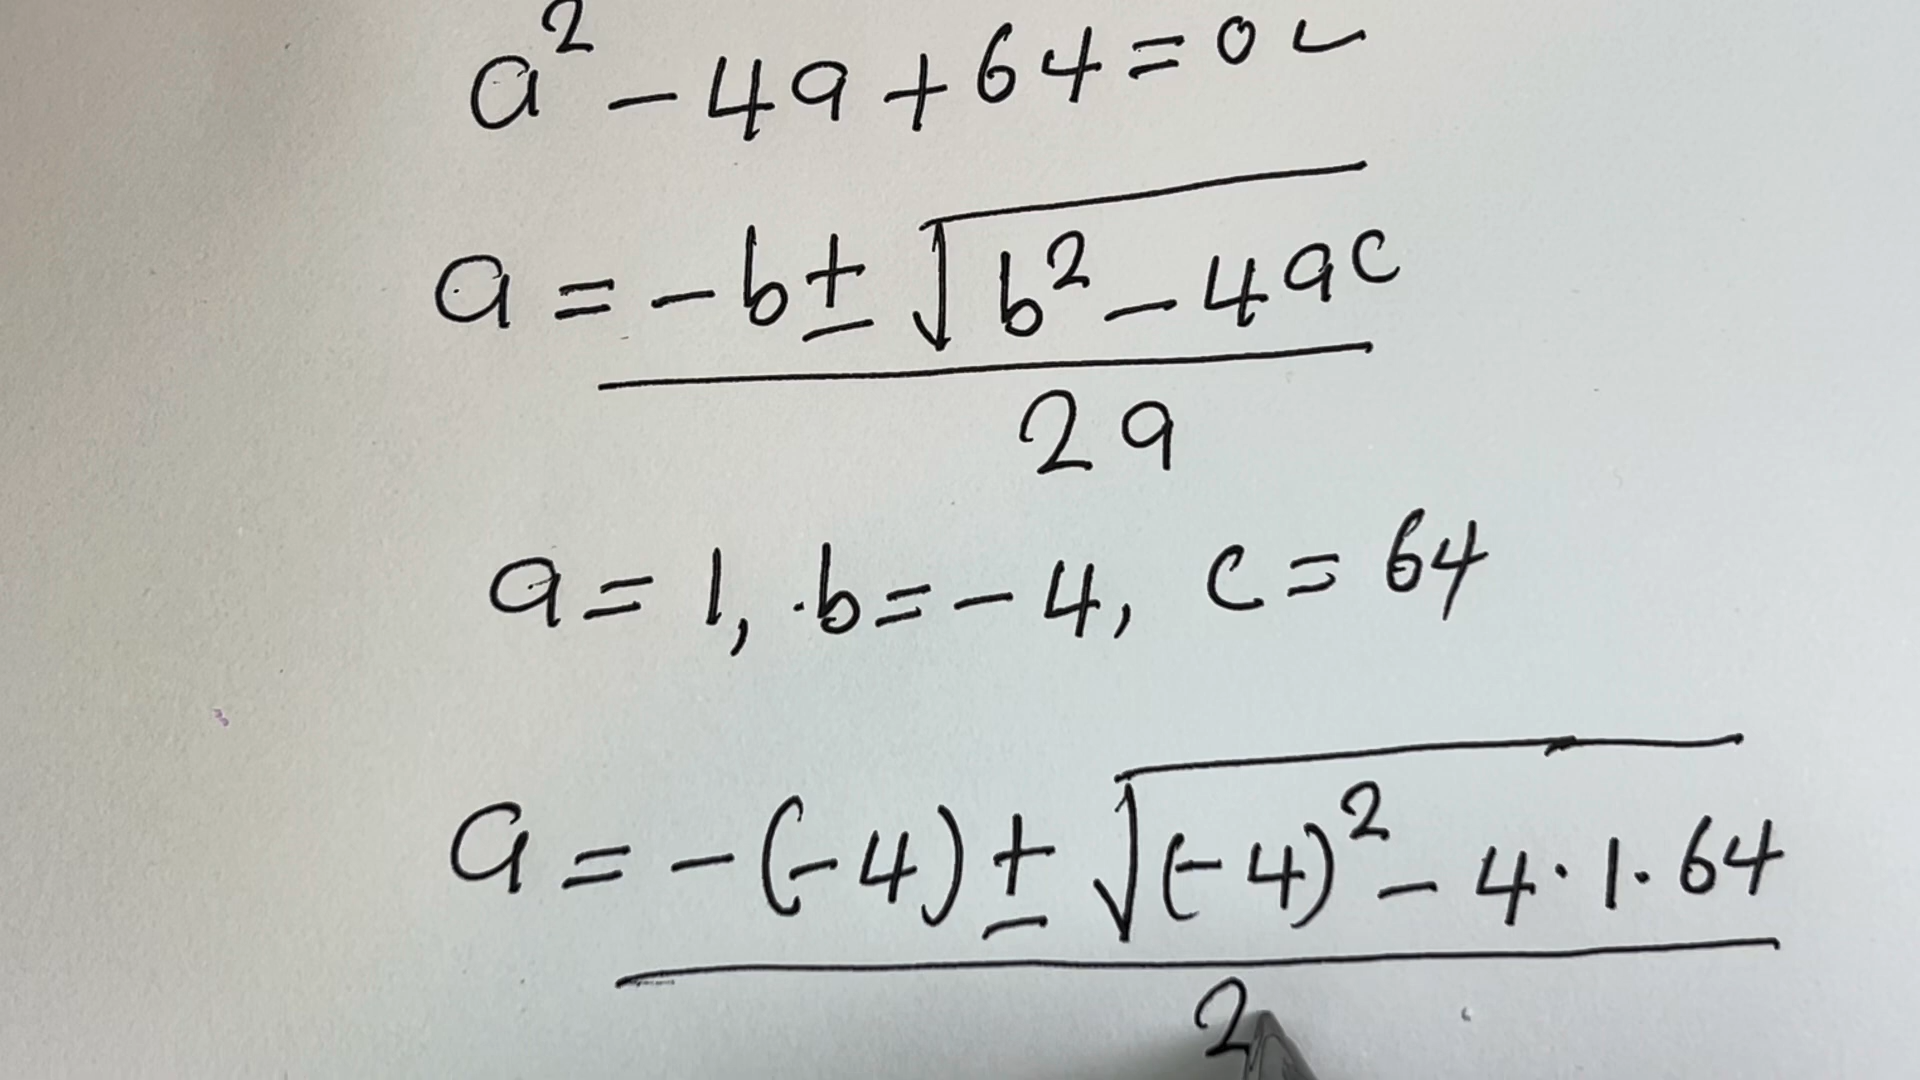 a² - 4a + 64 = 0
a = -b ± √b² - 4ac
2a
a = 1, b = -4, c = 64
a = -(-4) ± √(-4)² - 4·1·64
2